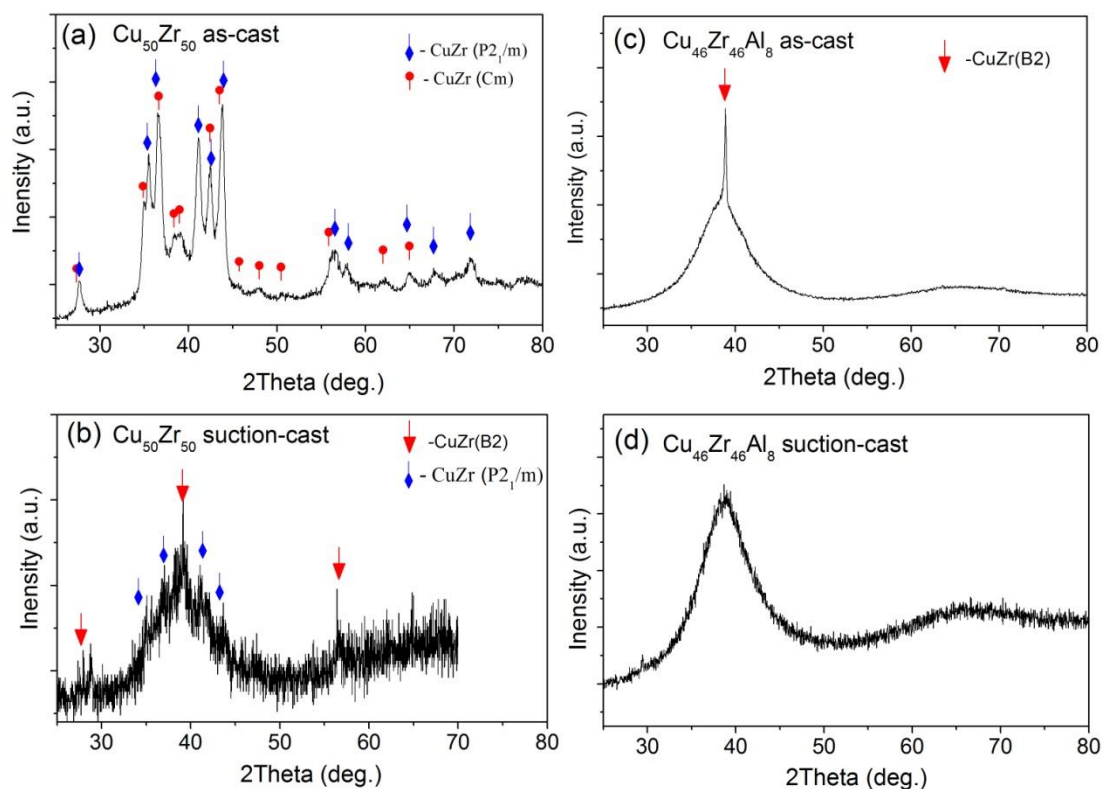 (a) Cu₅₀Zr₅₀ as-cast
- CuZr (P2₁/m)
- CuZr (Cm)
Inensity (a.u.)
30 40 50 60 70 80
2Theta (deg.)
(c) Cu₄₆Zr₄₆Al₈ as-cast
-CuZr(B2)
Intensity (a.u.)
30 40 50 60 70 80
2Theta (deg.)
(b) Cu₅₀Zr₅₀ suction-cast
-CuZr(B2)
- CuZr (P2₁/m)
Inensity (a.u.)
30 40 50 60 70 80
2Theta (deg.)
(d) Cu₄₆Zr₄₆Al₈ suction-cast
Inensity (a.u.)
30 40 50 60 70 80
2Theta (deg.)